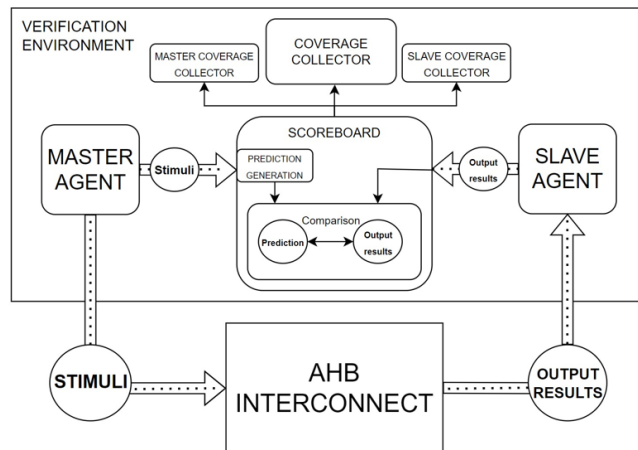 VERIFICATION
ENVIRONMENT
MASTER COVERAGE
COLLECTOR
COVERAGE
COLLECTOR
SLAVE COVERAGE
COLLECTOR
MASTER
AGENT
Stimuli
SCOREBOARD
PREDICTION
GENERATION
Comparison
Prediction
Output
results
Output
results
SLAVE
AGENT
STIMULI
AHB
INTERCONNECT
OUTPUT
RESULTS